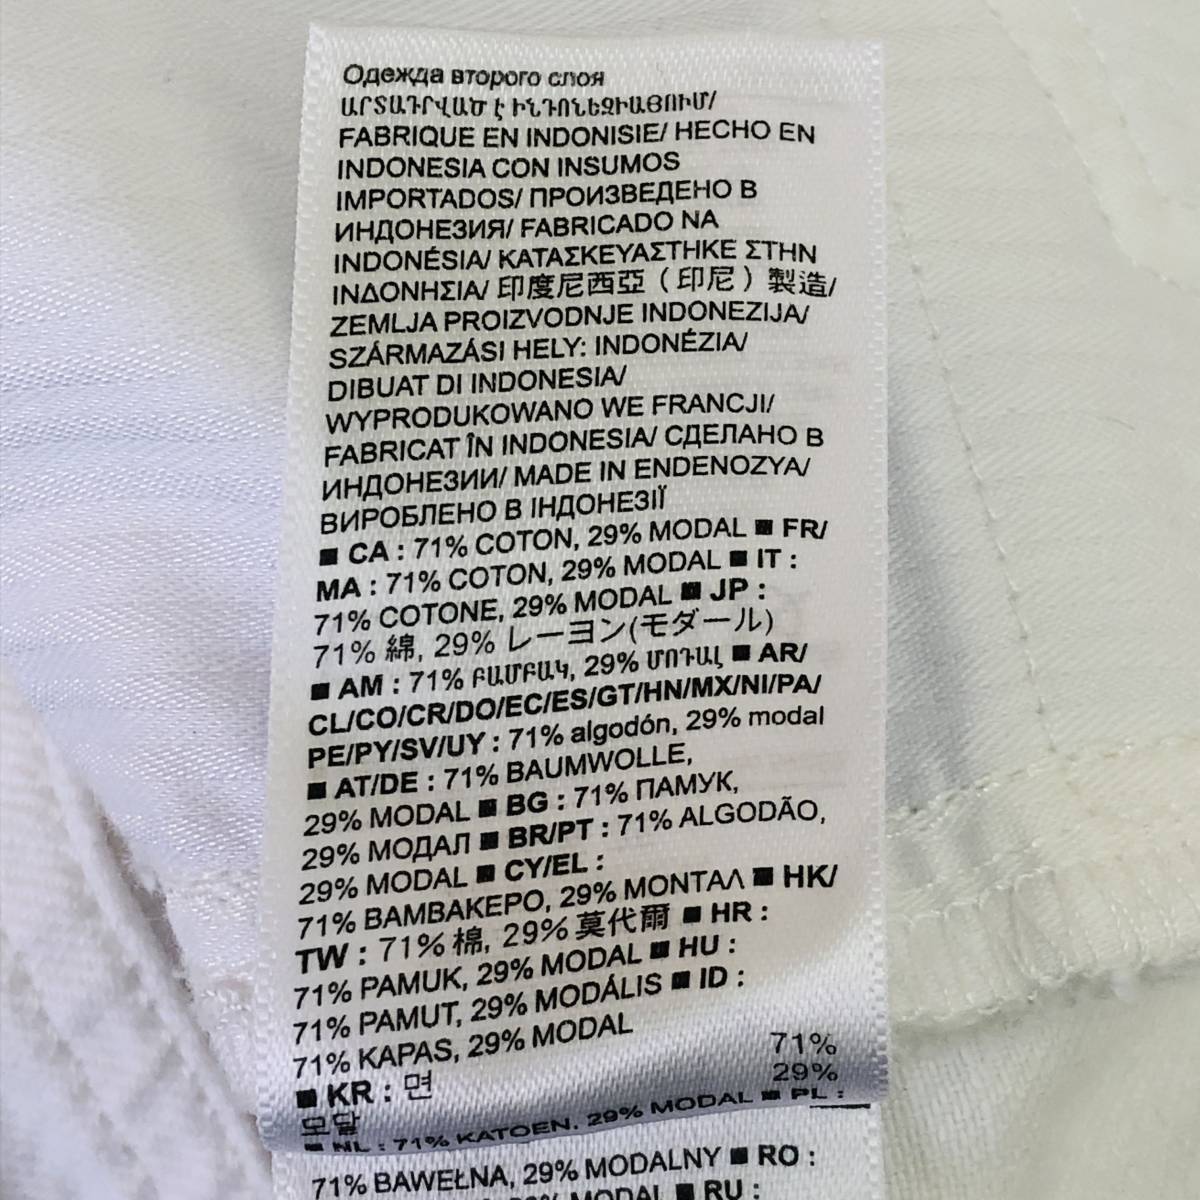 Одежда второго слоя
ԱՐՏԱԴՐՎԱԾ Է ԻՆԴՈՆԵԶԻԱՅՈՒՄ/
FABRIQUE EN INDONISIE/ HECHO EN
INDONESIA CON INSUMOS
IMPORTADOS/ ПРОИЗВЕДЕНО В
ИНДОНЕЗИЯ/ FABRICADO NA
INDONÉSIA/ ΚΑΤΑΣΚΕΥΑΣΤΗΚΕ ΣΤΗΝ
ΙΝΔΟΝΗΣΙΑ/ 印度尼西亞（印尼）製造/
ZEMLJA PROIZVODNJE INDONEZIJA/
SZÁRMAZÁSI HELY: INDONÉZIA/
DIBUAT DI INDONESIA/
WYPRODUKOWANO WE FRANCJI/
FABRICAT ÎN INDONESIA/ СДЕЛАНО В
ИНДОНЕЗИИ/ MADE IN ENDENOZYA/
ВИРОБЛЕНО В ІНДОНЕЗІЇ
■ CA : 71% COTON, 29% MODAL ■ FR/
MA : 71% COTON, 29% MODAL ■ IT :
71% COTONE, 29% MODAL ■ JP :
71% 綿, 29% レーヨン(モダール)
■ AM : 71% ԲԱՄԲԱԿ, 29% ՄՈԴԱԼ ■ AR/
CL/CO/CR/DO/EC/ES/GT/HN/MX/NI/PA/
PE/PY/SV/UY : 71% algodón, 29% modal
■ AT/DE : 71% BAUMWOLLE,
29% MODAL ■ BG : 71% ПАМУК,
29% МОДАЛ ■ BR/PT : 71% ALGODÃO,
29% MODAL ■ CY/EL :
71% ΒΑΜΒΑΚΕΡΟ, 29% ΜΟΝΤΑΛ ■ HK/
TW : 71% 棉, 29% 莫代爾 ■ HR :
71% PAMUK, 29% MODAL ■ HU :
71% PAMUT, 29% MODÁLIS ■ ID :
71% KAPAS, 29% MODAL
■ KR : 면 71%
모달 29%
■ NL : 71% KATOEN, 29% MODAL ■ PL :
71% BAWEŁNA, 29% MODALNY ■ RO :
MODAL ■ RU :